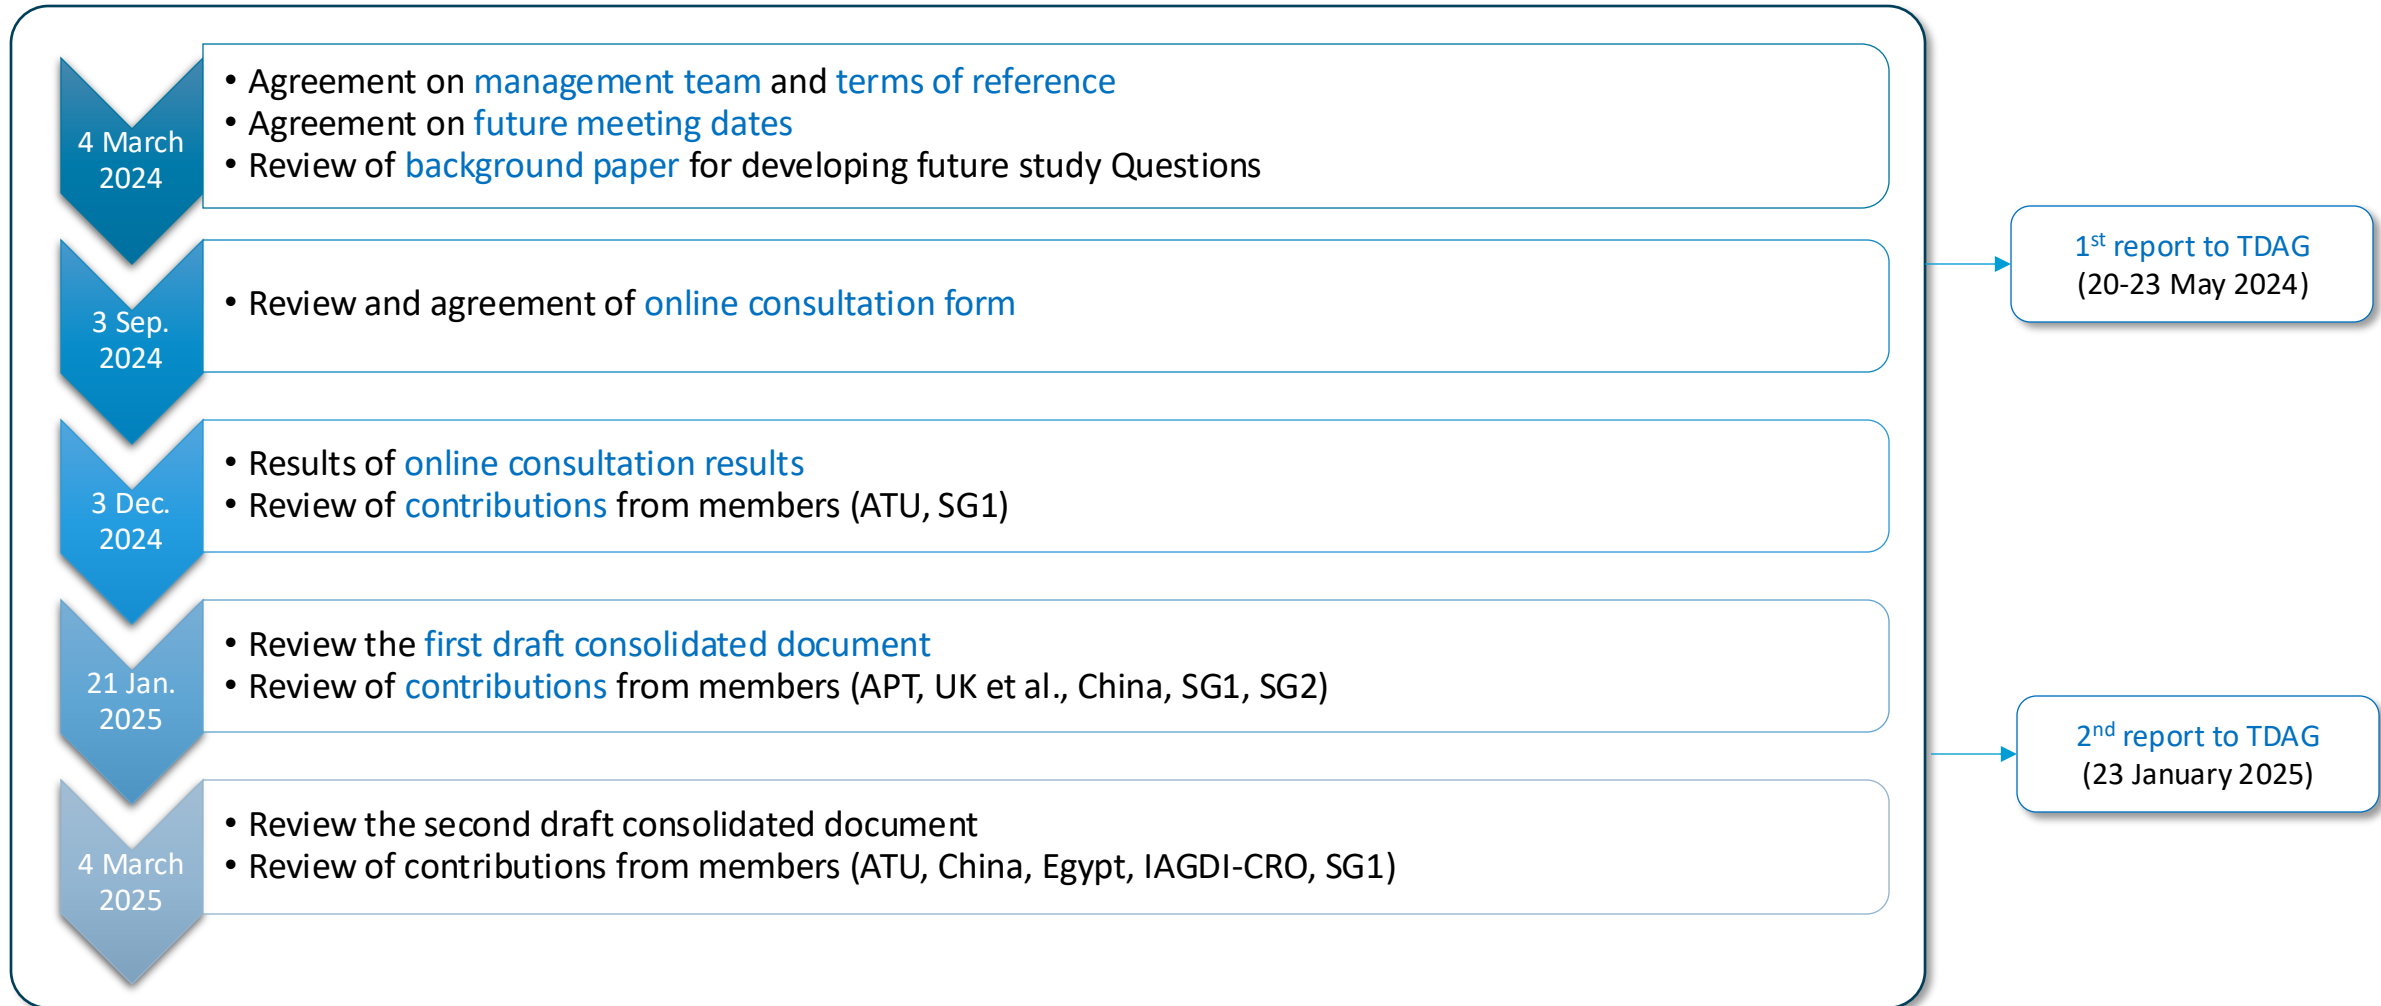 4 March
2024
• Agreement on management team and terms of reference
• Agreement on future meeting dates
• Review of background paper for developing future study Questions
3 Sep.
2024
• Review and agreement of online consultation form
3 Dec.
2024
• Results of online consultation results
• Review of contributions from members (ATU, SG1)
21 Jan.
2025
• Review the first draft consolidated document
• Review of contributions from members (APT, UK et al., China, SG1, SG2)
4 March
2025
• Review the second draft consolidated document
• Review of contributions from members (ATU, China, Egypt, IAGDI-CRO, SG1)
1st report to TDAG
(20-23 May 2024)
2nd report to TDAG
(23 January 2025)